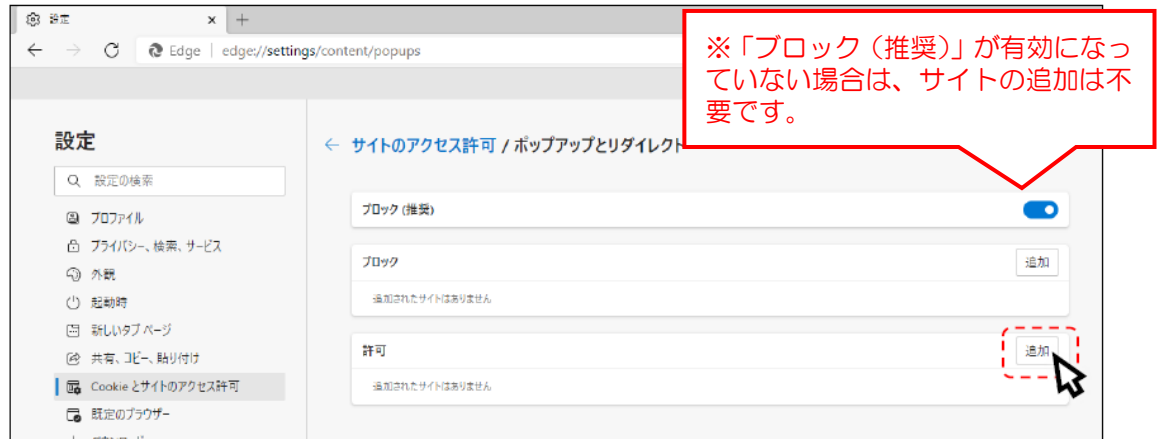 設定
Edge | edge://settings/content/popups
※「ブロック（推奨）」が有効になっ
ていない場合は、サイトの追加は不
要です。
設定
サイトのアクセス許可 / ポップアップとリダイレクト
設定の検索
プロファイル
プライバシー、検索、サービス
外観
起動時
新しいタブ ページ
共有、コピー、貼り付け
Cookie とサイトのアクセス許可
既定のブラウザー
ブロック (推奨)
ブロック
追加
追加されたサイトはありません
許可
追加
追加されたサイトはありません